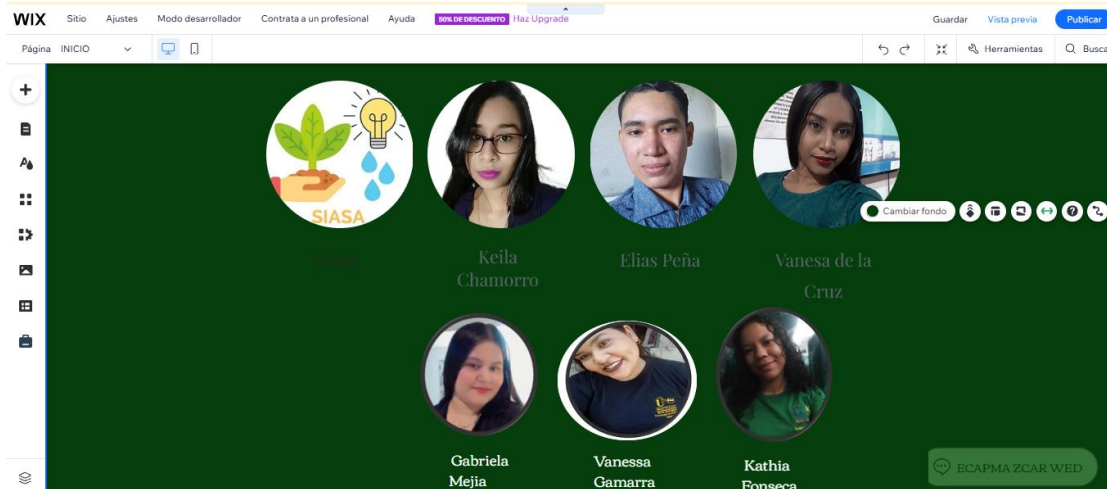 WIX Sitio Ajustes Modo desarrollador Contrata a un profesional Ayuda 50% DE DESCUENTO Haz Upgrade Guardar Vista previa Publicar
Página INICIO Herramientas Busca
SIASA
Cambiar fondo
Keila
Chamorro
Elias Peña
Vanesa de la
Cruz
Gabriela
Mejia
Vanessa
Gamarra
Kathia
Fonseca
ECAPMA ZCAR WED